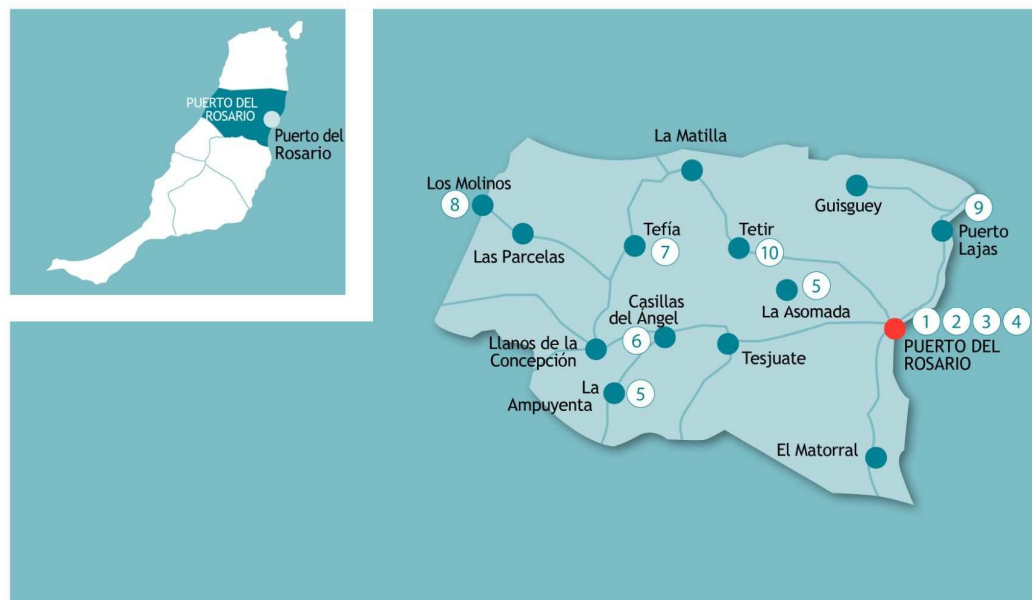 PUERTO DEL
ROSARIO
Puerto del
Rosario
La Matilla
Los Molinos
8
Guisguey
9
Tefía
7
Tetir
10
Puerto
Lajas
Las Parcelas
5
La Asomada
Casillas
del Ángel
6
1 2 3 4
PUERTO DEL
ROSARIO
Llanos de la
Concepción
Tesjuate
La
Ampuyenta
5
El Matorral